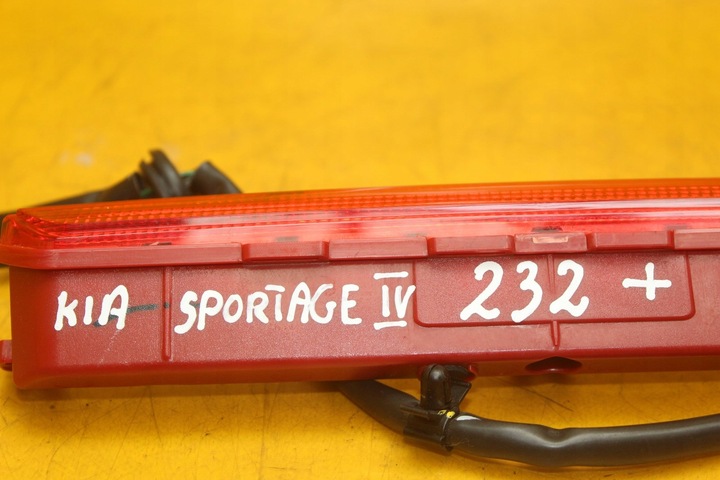 KIA SPORTAGE IV 232 +